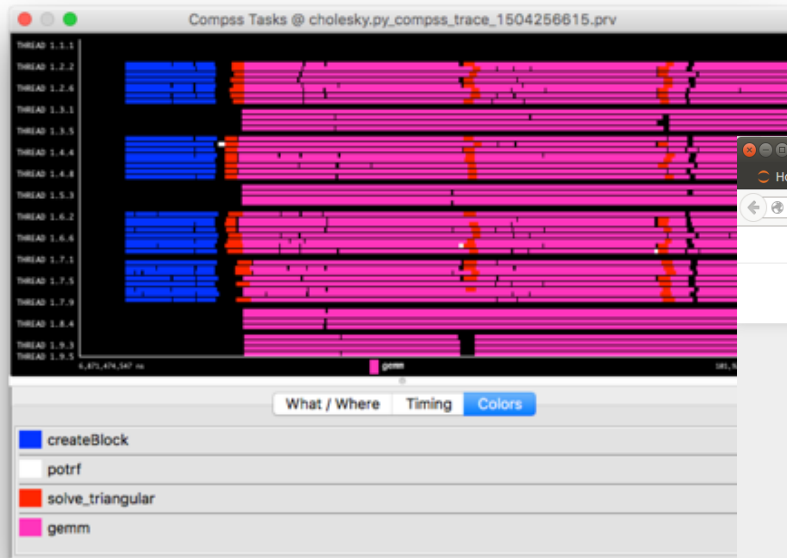 Compss Tasks @ cholesky.py_compss_trace_1504256615.prv
THREAD 1.1.1
THREAD 1.2.2
THREAD 1.2.6
THREAD 1.3.1
THREAD 1.3.5
THREAD 1.4.4
THREAD 1.4.8
THREAD 1.5.3
THREAD 1.6.2
THREAD 1.6.6
THREAD 1.7.1
THREAD 1.7.5
THREAD 1.7.9
THREAD 1.8.4
THREAD 1.9.3
THREAD 1.9.5
6,871,474,547 ns
gemm
What / Where
Timing
Colors
createBlock
potrf
solve_triangular
gemm